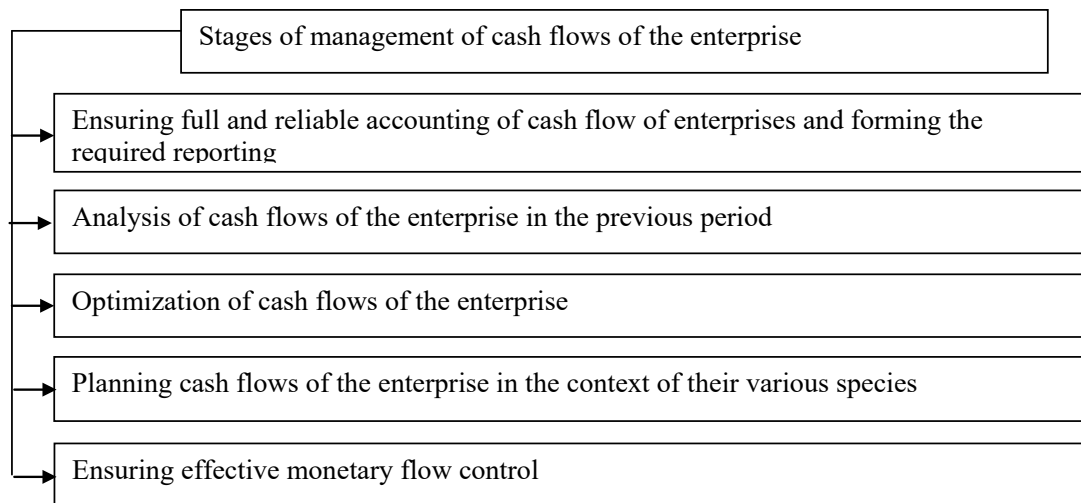 Stages of management of cash flows of the enterprise
Ensuring full and reliable accounting of cash flow of enterprises and forming the
required reporting
Analysis of cash flows of the enterprise in the previous period
Optimization of cash flows of the enterprise
Planning cash flows of the enterprise in the context of their various species
Ensuring effective monetary flow control